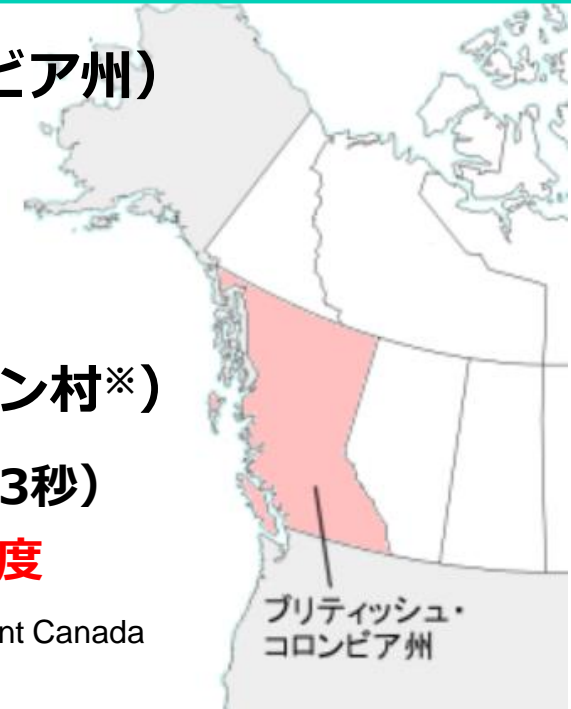 ビア州）
ン村※）
3秒）
度
nt Canada
ブリティッシュ・
コロンビア州